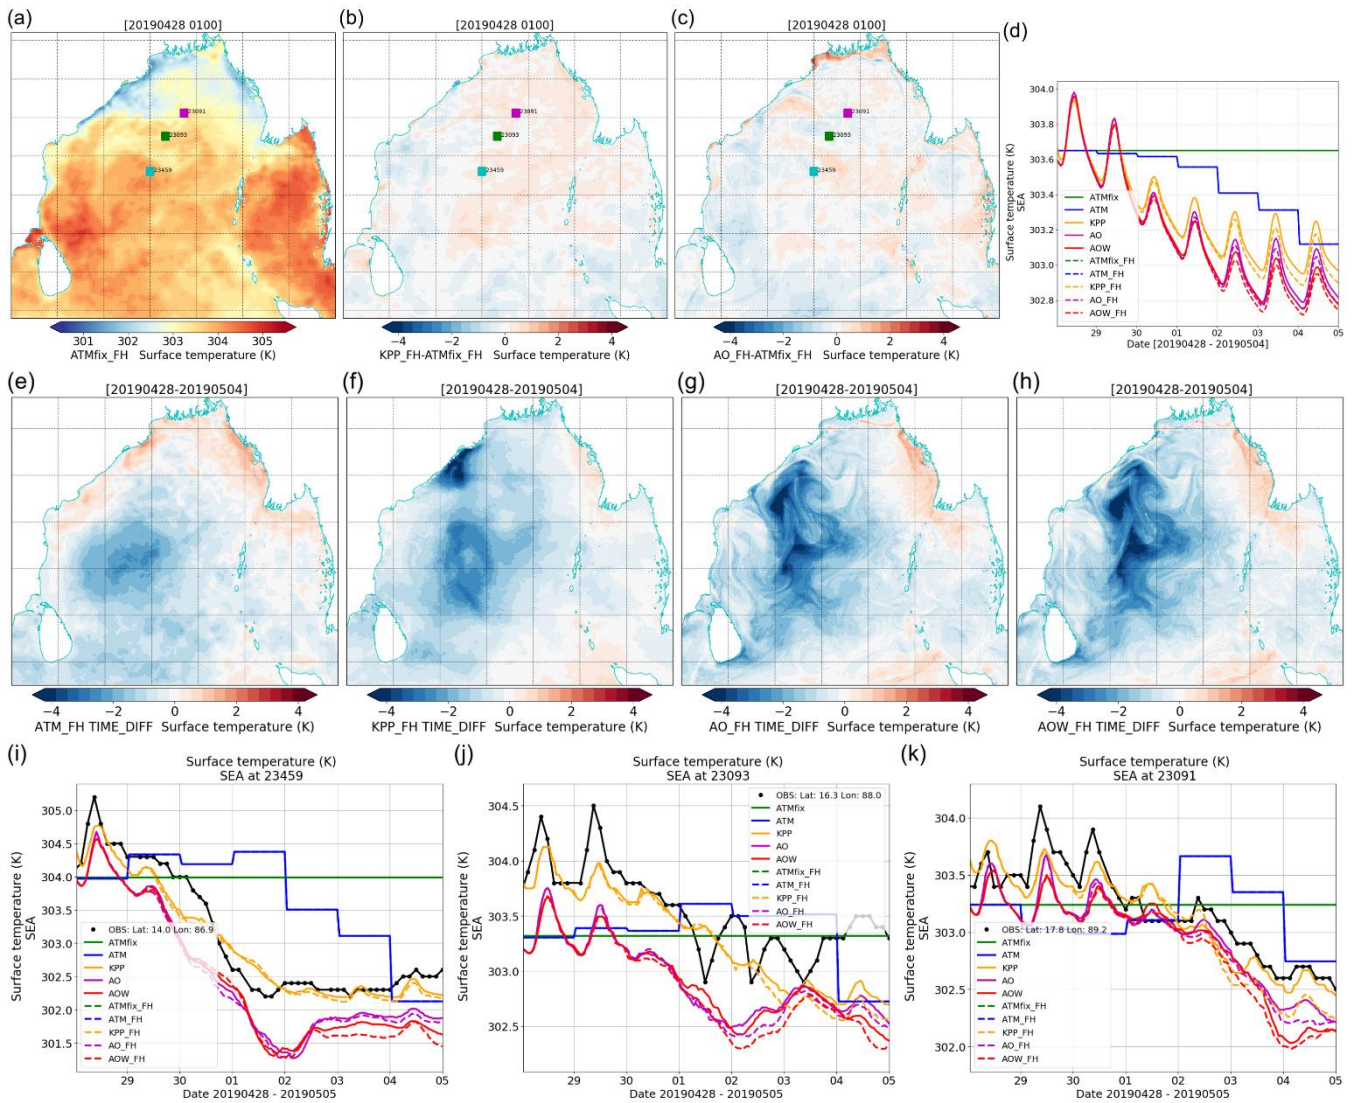 (a)
[20190428 0100]
23091
23093
23459
301 302 303 304 305
ATMfix_FH Surface temperature (K)
(b)
[20190428 0100]
23091
23093
23459
−4 −2 0 2 4
KPP_FH-ATMfix_FH Surface temperature (K)
(c)
[20190428 0100]
23091
23093
23459
−4 −2 0 2 4
AO_FH-ATMfix_FH Surface temperature (K)
(d)
Surface temperature (K)
SEA
304.0
303.8
303.6
303.4
303.2
303.0
302.8
ATMfix
ATM
KPP
AO
AOW
ATMfix_FH
ATM_FH
KPP_FH
AO_FH
AOW_FH
29 30 01 02 03 04 05
Date [20190428 - 20190504]
(e)
[20190428-20190504]
−4 −2 0 2 4
ATM_FH TIME_DIFF Surface temperature (K)
(f)
[20190428-20190504]
−4 −2 0 2 4
KPP_FH TIME_DIFF Surface temperature (K)
(g)
[20190428-20190504]
−4 −2 0 2 4
AO_FH TIME_DIFF Surface temperature (K)
(h)
[20190428-20190504]
−4 −2 0 2 4
AOW_FH TIME_DIFF Surface temperature (K)
(i)
Surface temperature (K)
SEA at 23459
Surface temperature (K)
SEA
305.0
304.5
304.0
303.5
303.0
302.5
302.0
301.5
OBS: Lat: 14.0 Lon: 86.9
ATMfix
ATM
KPP
AO
AOW
ATMfix_FH
ATM_FH
KPP_FH
AO_FH
AOW_FH
29 30 01 02 03 04 05
Date 20190428 - 20190505
(j)
Surface temperature (K)
SEA at 23093
Surface temperature (K)
SEA
304.5
304.0
303.5
303.0
302.5
OBS: Lat: 16.3 Lon: 88.0
ATMfix
ATM
KPP
AO
AOW
ATMfix_FH
ATM_FH
KPP_FH
AO_FH
AOW_FH
29 30 01 02 03 04 05
Date 20190428 - 20190505
(k)
Surface temperature (K)
SEA at 23091
Surface temperature (K)
SEA
304.0
303.5
303.0
302.5
302.0
OBS: Lat: 17.8 Lon: 89.2
ATMfix
ATM
KPP
AO
AOW
ATMfix_FH
ATM_FH
KPP_FH
AO_FH
AOW_FH
29 30 01 02 03 04 05
Date 20190428 - 20190505